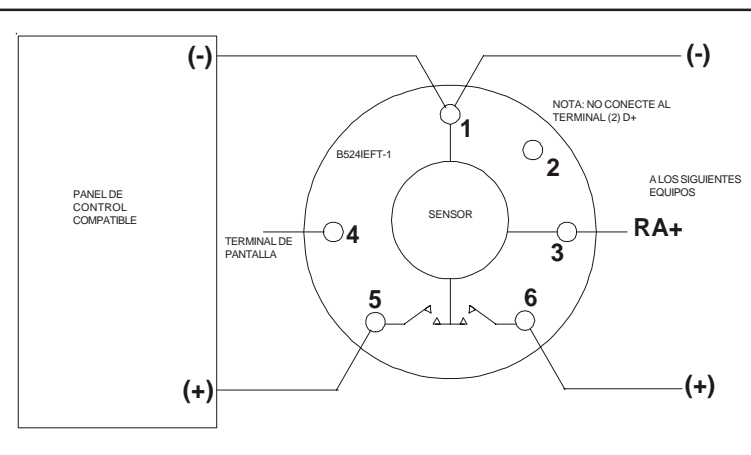 (-)
(-)
NOTA: NO CONECTE AL
TERMINAL (2) D+
1
2
B524IEFT-1
A LOS SIGUIENTES
EQUIPOS
PANEL DE
CONTROL
COMPATIBLE
SENSOR
RA+
4
3
TERMINAL DE
PANTALLA
5
6
(+)
(+)